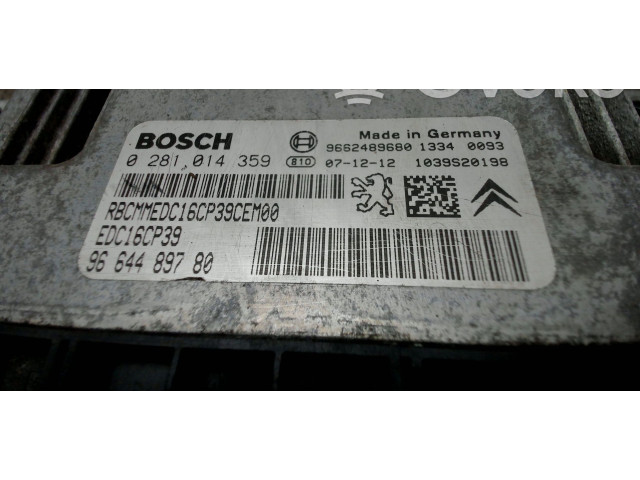 BOSCH
Made in Germany
9662489680 1334 0093
0 281 014 359 810 07-12-12 1039S20198
RBCMMEDC16CP39CEM00
EDC16CP39
96 644 897 80